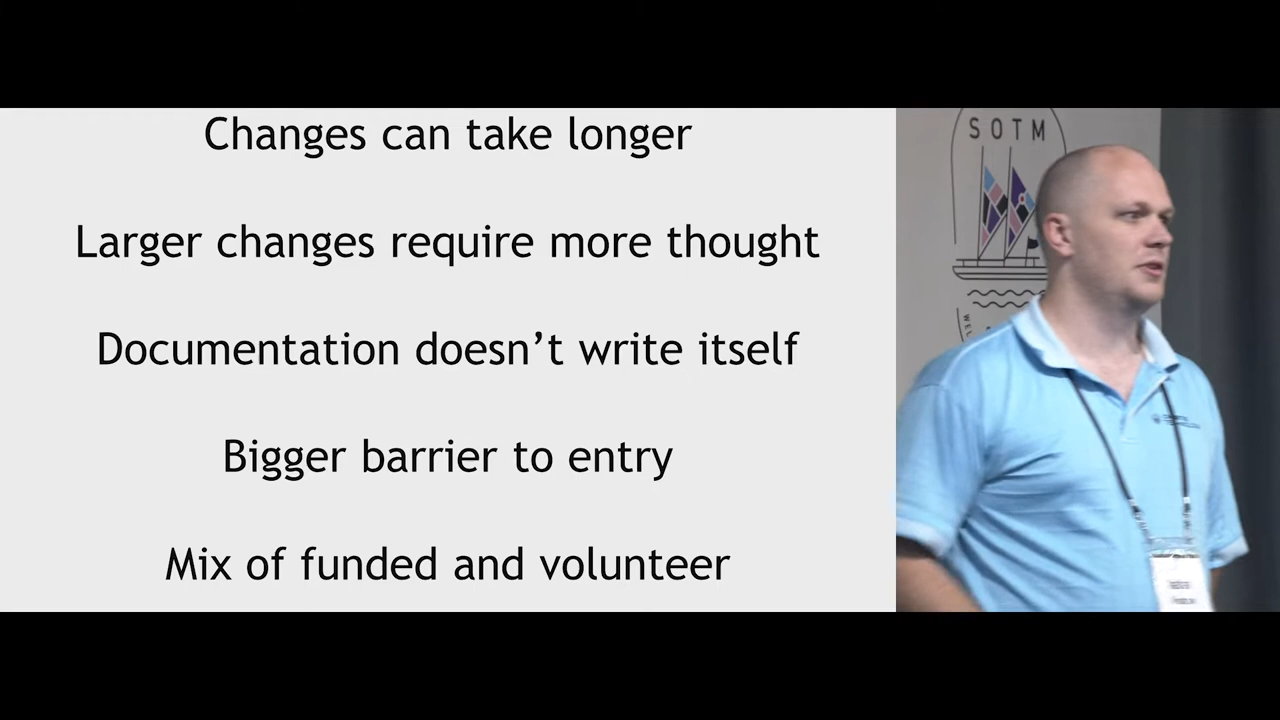 Changes can take longer
Larger changes require more thought
Documentation doesn’t write itself
Bigger barrier to entry
Mix of funded and volunteer
SOTM